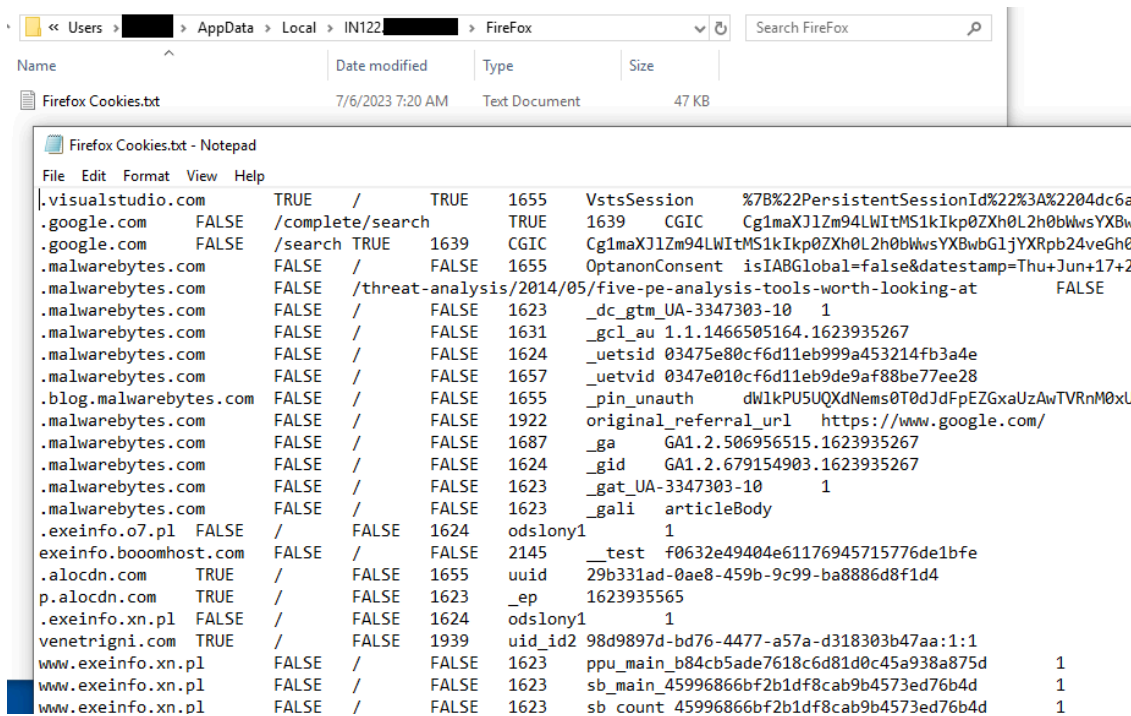 « Users › › AppData › Local › IN122. › FireFox Search FireFox
Name Date modified Type Size
Firefox Cookies.txt 7/6/2023 7:20 AM Text Document 47 KB
Firefox Cookies.txt - Notepad
File Edit Format View Help
.visualstudio.com TRUE / TRUE 1655 VstsSession %7B%22PersistentSessionId%22%3A%2204dc6a
.google.com FALSE /complete/search TRUE 1639 CGIC
.google.com FALSE /search TRUE 1639 CGIC
.malwarebytes.com FALSE / FALSE 1655 OptanonConsent isIABGlobal=false&datestamp=Thu+Jun+17+2
.malwarebytes.com FALSE /threat-analysis/2014/05/five-pe-analysis-tools-worth-looking-at FALSE
.malwarebytes.com FALSE / FALSE 1623 _dc_gtm_UA-3347303-10 1
.malwarebytes.com FALSE / FALSE 1631 _gcl_au 1.1.1466505164.1623935267
.malwarebytes.com FALSE / FALSE 1624 _uetsid 03475e80cf6d11eb999a453214fb3a4e
.malwarebytes.com FALSE / FALSE 1657 _uetvid 0347e010cf6d11eb9de9af88be77ee28
.blog.malwarebytes.com FALSE / FALSE 1655 _pin_unauth
.malwarebytes.com FALSE / FALSE 1922 original_referral_url https://www.google.com/
.malwarebytes.com FALSE / FALSE 1687 _ga GA1.2.506956515.1623935267
.malwarebytes.com FALSE / FALSE 1624 _gid GA1.2.679154903.1623935267
.malwarebytes.com FALSE / FALSE 1623 _gat_UA-3347303-10 1
.malwarebytes.com FALSE / FALSE 1623 _gali articleBody
.exeinfo.o7.pl FALSE / FALSE 1624 odslony1 1
exeinfo.booomhost.com FALSE / FALSE 2145 __test f0632e49404e61176945715776de1bfe
.alocdn.com TRUE / FALSE 1655 uuid 29b331ad-0ae8-459b-9c99-ba8886d8f1d4
p.alocdn.com TRUE / FALSE 1623 _ep 1623935565
.exeinfo.xn.pl FALSE / FALSE 1624 odslony1 1
venetrigni.com TRUE / FALSE 1939 uid_id2 98d9897d-bd76-4477-a57a-d318303b47aa:1:1
www.exeinfo.xn.pl FALSE / FALSE 1623 ppu_main_b84cb5ade7618c6d81d0c45a938a875d 1
www.exeinfo.xn.pl FALSE / FALSE 1623 sb_main_45996866bf2b1df8cab9b4573ed76b4d 1
www.exeinfo.xn.pl FALSE / FALSE 1623 sb_count_45996866bf2b1df8cab9b4573ed76b4d 1